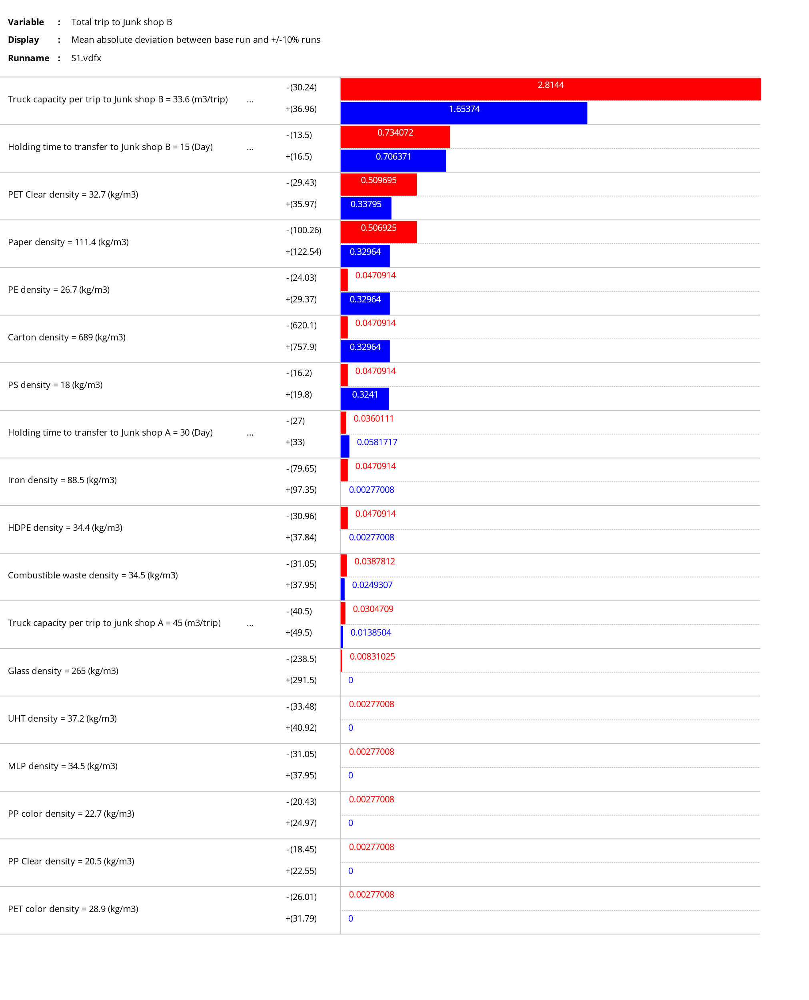 Variable : Total trip to Junk shop B
Display : Mean absolute deviation between base run and +/-10% runs
Runname : S1.vdfx
-(30.24) 2.8144
Truck capacity per trip to Junk shop B = 33.6 (m3/trip) ...
+(36.96) 1.65374
-(13.5) 0.734072
Holding time to transfer to Junk shop B = 15 (Day) ...
+(16.5) 0.706371
-(29.43) 0.509695
PET Clear density = 32.7 (kg/m3)
+(35.97) 0.33795
-(100.26) 0.506925
Paper density = 111.4 (kg/m3)
+(122.54) 0.32964
-(24.03) 0.0470914
PE density = 26.7 (kg/m3)
+(29.37) 0.32964
-(620.1) 0.0470914
Carton density = 689 (kg/m3)
+(757.9) 0.32964
-(16.2) 0.0470914
PS density = 18 (kg/m3)
+(19.8) 0.3241
-(27) 0.0360111
Holding time to transfer to Junk shop A = 30 (Day) ...
+(33) 0.0581717
-(79.65) 0.0470914
Iron density = 88.5 (kg/m3)
+(97.35) 0.00277008
-(30.96) 0.0470914
HDPE density = 34.4 (kg/m3)
+(37.84) 0.00277008
-(31.05) 0.0387812
Combustible waste density = 34.5 (kg/m3)
+(37.95) 0.0249307
-(40.5) 0.0304709
Truck capacity per trip to junk shop A = 45 (m3/trip) ...
+(49.5) 0.0138504
-(238.5) 0.00831025
Glass density = 265 (kg/m3)
+(291.5) 0
-(33.48) 0.00277008
UHT density = 37.2 (kg/m3)
+(40.92) 0
-(31.05) 0.00277008
MLP density = 34.5 (kg/m3)
+(37.95) 0
-(20.43) 0.00277008
PP color density = 22.7 (kg/m3)
+(24.97) 0
-(18.45) 0.00277008
PP Clear density = 20.5 (kg/m3)
+(22.55) 0
-(26.01) 0.00277008
PET color density = 28.9 (kg/m3)
+(31.79) 0